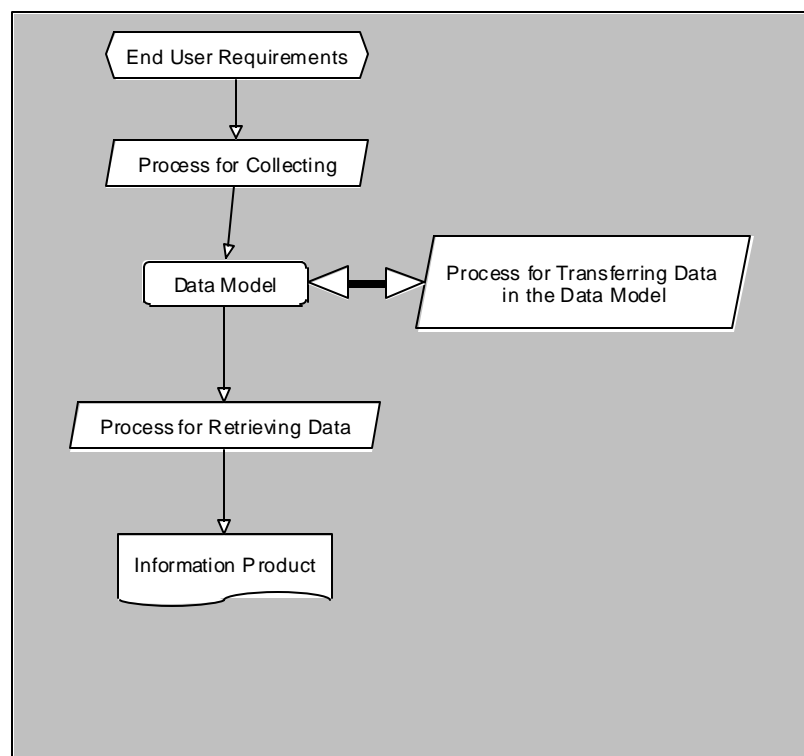 End User Requirements
Process for Collecting
Data Model
Process for Transferring Data
in the Data Model
Process for Retrieving Data
Information Product